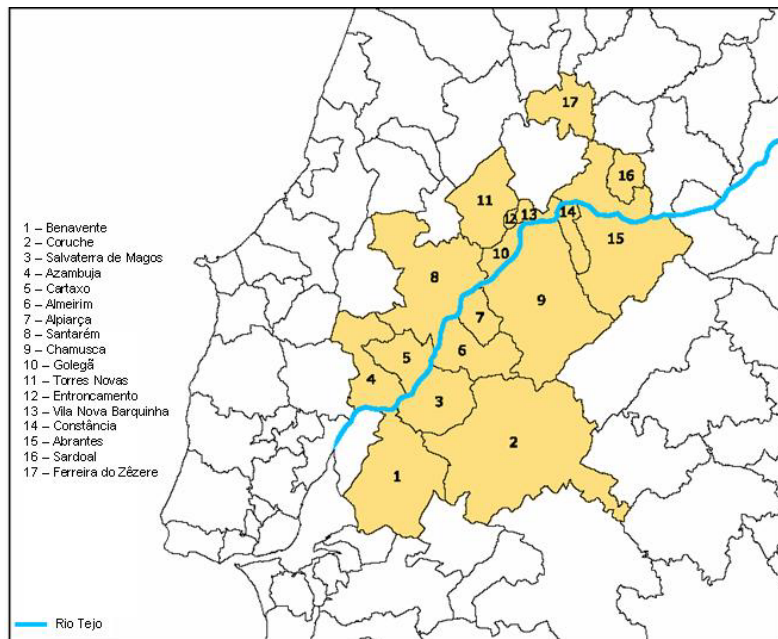 17
16
11
12
13
14
15
10
8
9
7
5
6
4
3
2
1
1 – Benavente
2 – Coruche
3 – Salvaterra de Magos
4 – Azambuja
5 – Cartaxo
6 – Almeirim
7 – Alpiarça
8 – Santarém
9 – Chamusca
10 – Golegã
11 – Torres Novas
12 – Entroncamento
13 – Vila Nova Barquinha
14 – Constância
15 – Abrantes
16 – Sardoal
17 – Ferreira do Zêzere
Rio Tejo